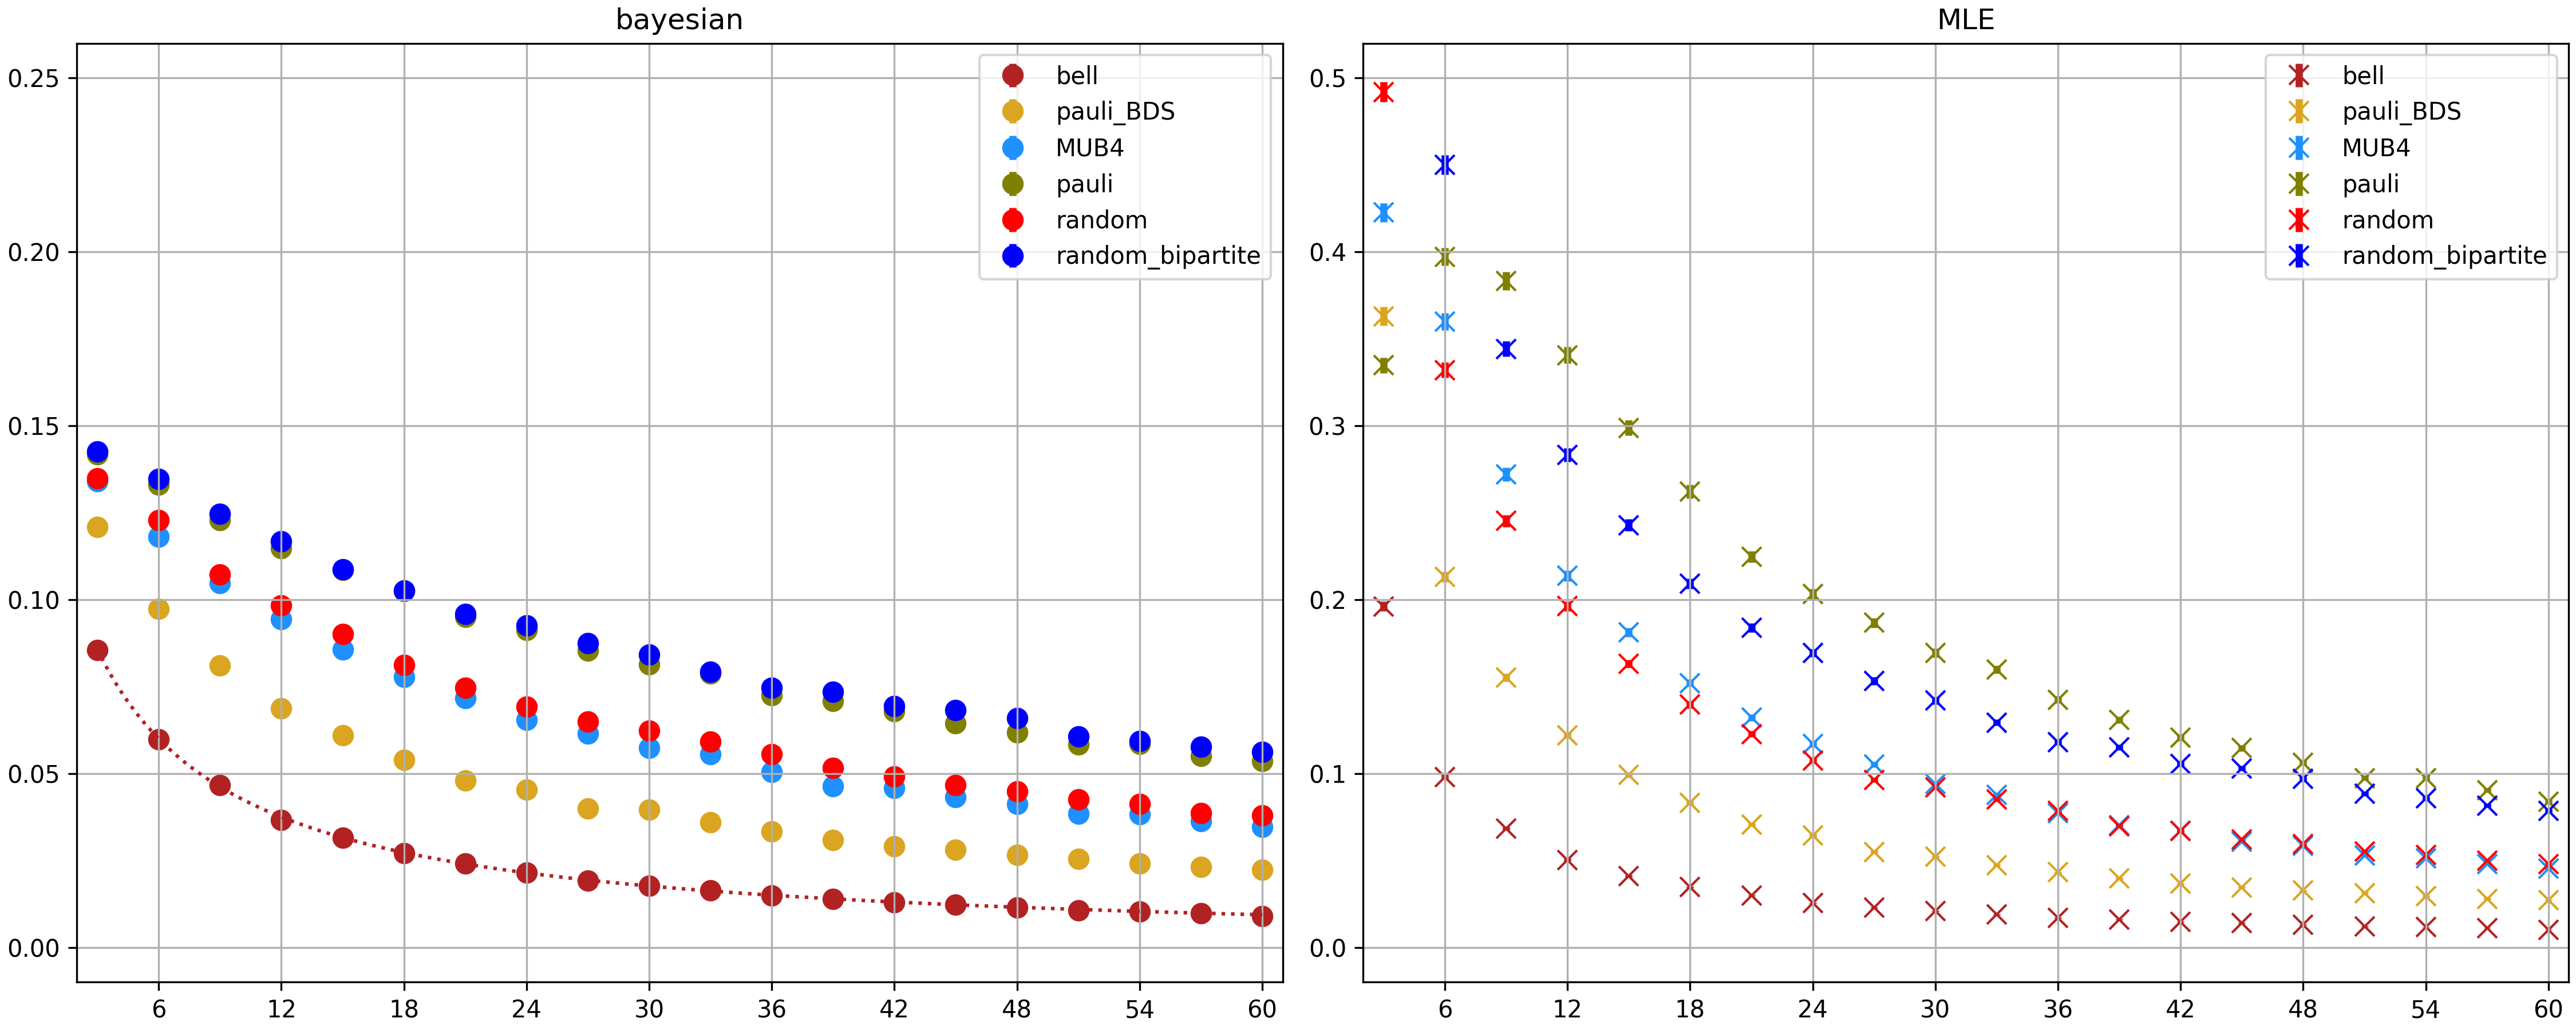 bayesian
0.25
0.20
0.15
0.10
0.05
0.00
6 12 18 24 30 36 42 48 54 60
bell
pauli_BDS
MUB4
pauli
random
random_bipartite
MLE
0.5
0.4
0.3
0.2
0.1
0.0
6 12 18 24 30 36 42 48 54 60
bell
pauli_BDS
MUB4
pauli
random
random_bipartite